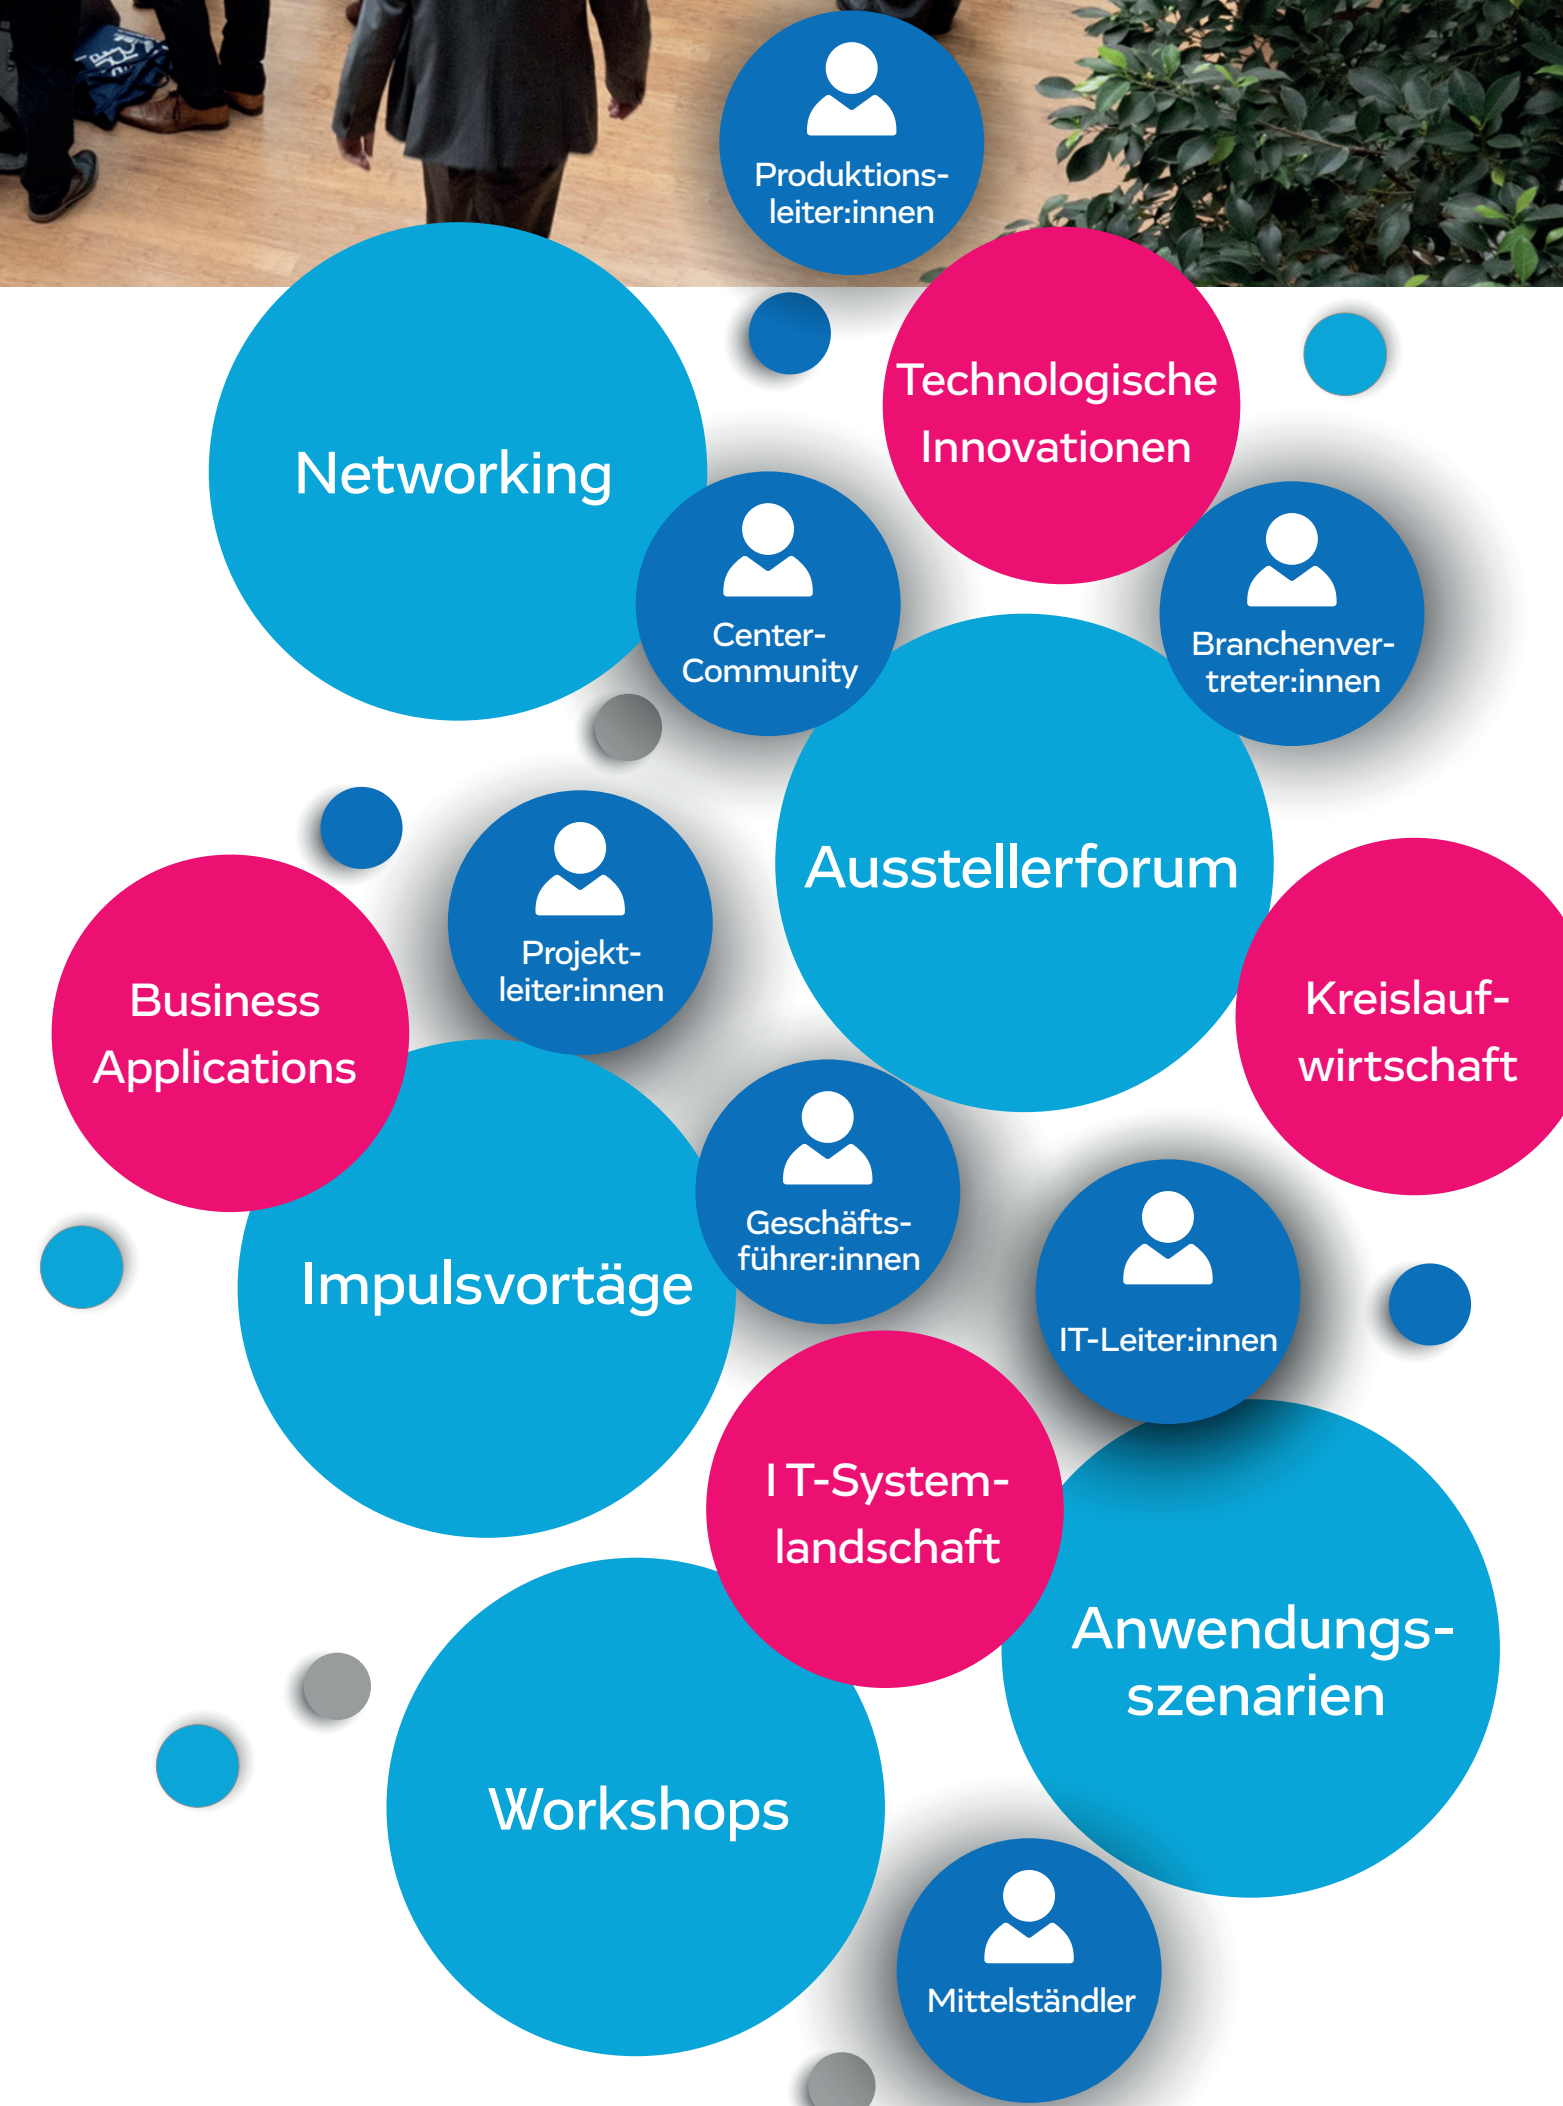 Produktions-
leiter:innen
Technologische
Innovationen
Networking
Center-
Community
Branchenver-
treter:innen
Ausstellerforum
Projekt-
leiter:innen
Business
Applications
Kreislauf-
wirtschaft
Geschäfts-
führer:innen
Impulsvortäge
IT-Leiter:innen
I T-System-
landschaft
Anwendungs-
szenarien
Workshops
Mittelständler